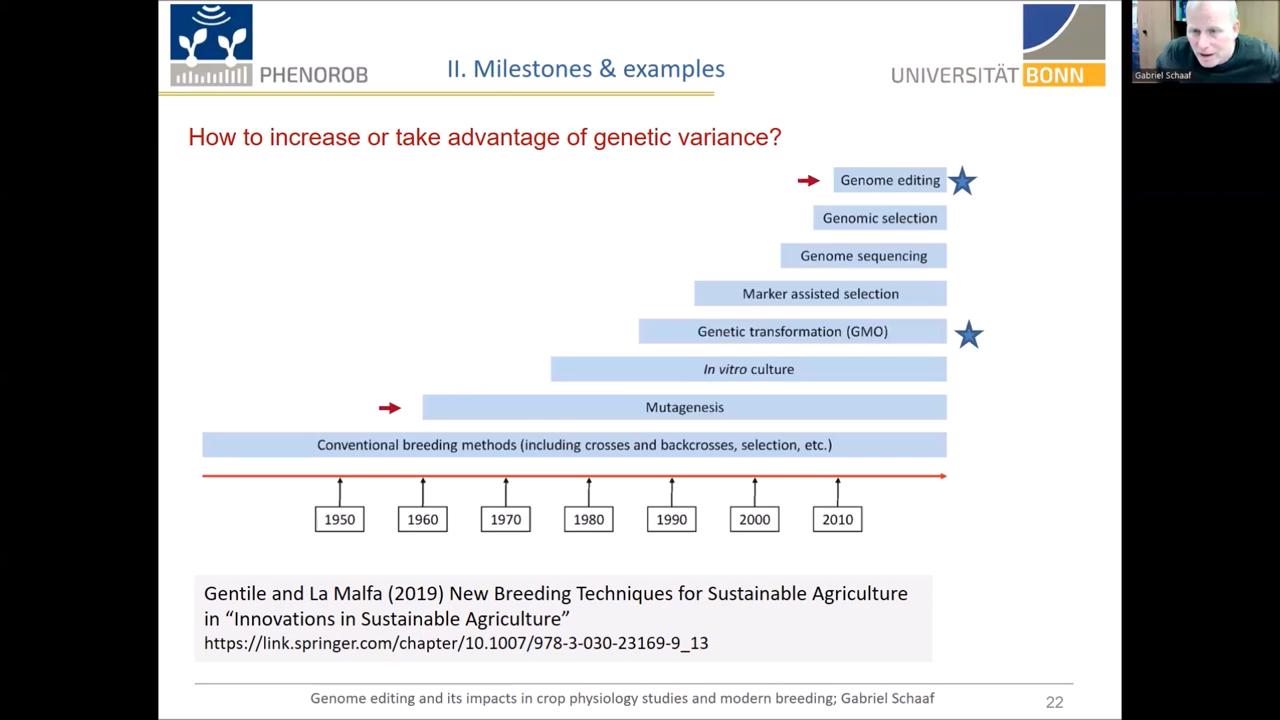 PHENOROB
II. Milestones & examples
UNIVERSITÄT BONN
Gabriel Schaaf
How to increase or take advantage of genetic variance?
Genome editing
Genomic selection
Genome sequencing
Marker assisted selection
Genetic transformation (GMO)
In vitro culture
Mutagenesis
Conventional breeding methods (including crosses and backcrosses, selection, etc.)
1950 1960 1970 1980 1990 2000 2010
Gentile and La Malfa (2019) New Breeding Techniques for Sustainable Agriculture
in “Innovations in Sustainable Agriculture”
https://link.springer.com/chapter/10.1007/978-3-030-23169-9_13
Genome editing and its impacts in crop physiology studies and modern breeding; Gabriel Schaaf
22